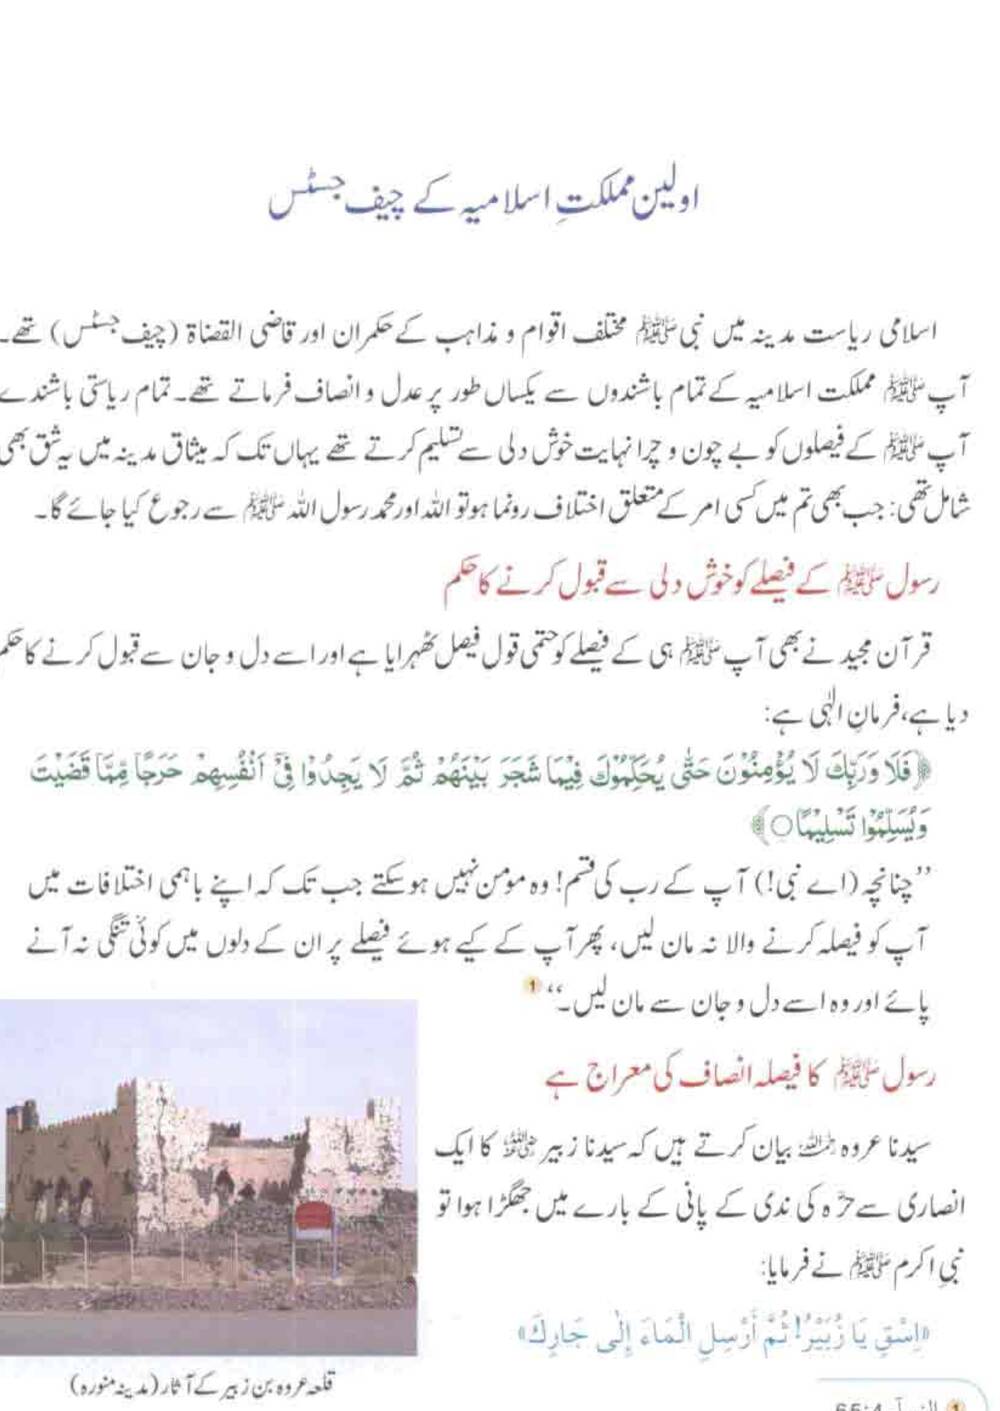 اولین مملکتِ اسلامیہ کے چیف جسٹس
اسلامی ریاست مدینہ میں نبی ﷺ مختلف اقوام و مذاہب کے حکمران اور قاضی القضاۃ (چیف جسٹس) تھے۔
آپ ﷺ مملکت اسلامیہ کے تمام باشندوں سے یکساں طور پر عدل و انصاف فرماتے تھے۔ تمام ریاستی باشندے
آپ ﷺ کے فیصلوں کو بے چون و چرا نہایت خوش دلی سے تسلیم کرتے تھے یہاں تک کہ میثاق مدینہ میں یہ شق بھی
شامل تھی: جب بھی تم میں کسی امر کے متعلق اختلاف رونما ہو تو اللہ اور محمد رسول اللہ ﷺ سے رجوع کیا جائے گا۔
رسول ﷺ کے فیصلے کو خوش دلی سے قبول کرنے کا حکم
قرآن مجید نے بھی آپ ﷺ ہی کے فیصلے کو حتمی قول فیصل ٹھہرایا ہے اور اسے دل و جان سے قبول کرنے کا حکم
دیا ہے، فرمانِ الٰہی ہے:
﴿فَلَا وَرَبِّكَ لَا يُؤْمِنُوْنَ حَتّٰى يُحَكِّمُوْكَ فِيْمَا شَجَرَ بَيْنَهُمْ ثُمَّ لَا يَجِدُوْا فِيْٓ اَنْفُسِهِمْ حَرَجًا مِّمَّا قَضَيْتَ
وَيُسَلِّمُوْا تَسْلِيْمًا○﴾
’’چنانچہ (اے نبی!) آپ کے رب کی قسم! وہ مومن نہیں ہو سکتے جب تک کہ اپنے باہمی اختلافات میں
آپ کو فیصلہ کرنے والا نہ مان لیں، پھر آپ کے کیے ہوئے فیصلے پر ان کے دلوں میں کوئی تنگی نہ آنے
پائے اور وہ اسے دل و جان سے مان لیں۔‘‘ 1
رسول ﷺ کا فیصلہ انصاف کی معراج ہے
سیدنا عروہ رحمہ اللہ بیان کرتے ہیں کہ سیدنا زبیر رضی اللہ عنہ کا ایک
انصاری سے حرّہ کی ندی کے پانی کے بارے میں جھگڑا ہوا تو
نبیِ اکرم ﷺ نے فرمایا:
«اِسْقِ يَا زُبَيْرُ! ثُمَّ أَرْسِلِ الْمَاءَ إِلٰى جَارِكَ»
قلعہ عروہ بن زبیر کے آثار (مدینہ منورہ)